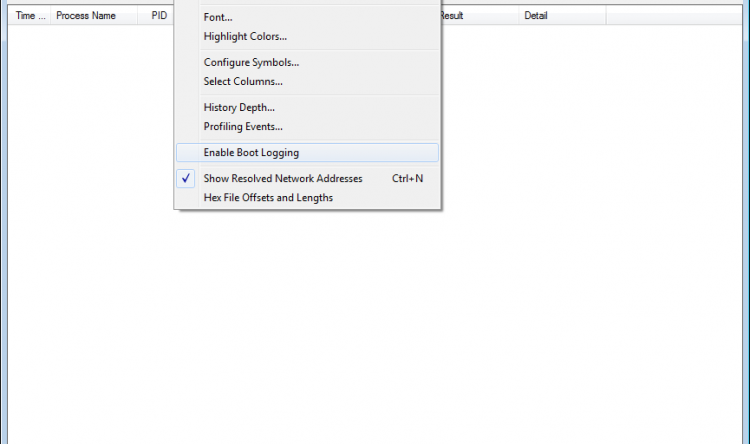 Time ... Process Name PID Result Detail
Font...
Highlight Colors...
Configure Symbols...
Select Columns...
History Depth...
Profiling Events...
Enable Boot Logging
Show Resolved Network Addresses Ctrl+N
Hex File Offsets and Lengths